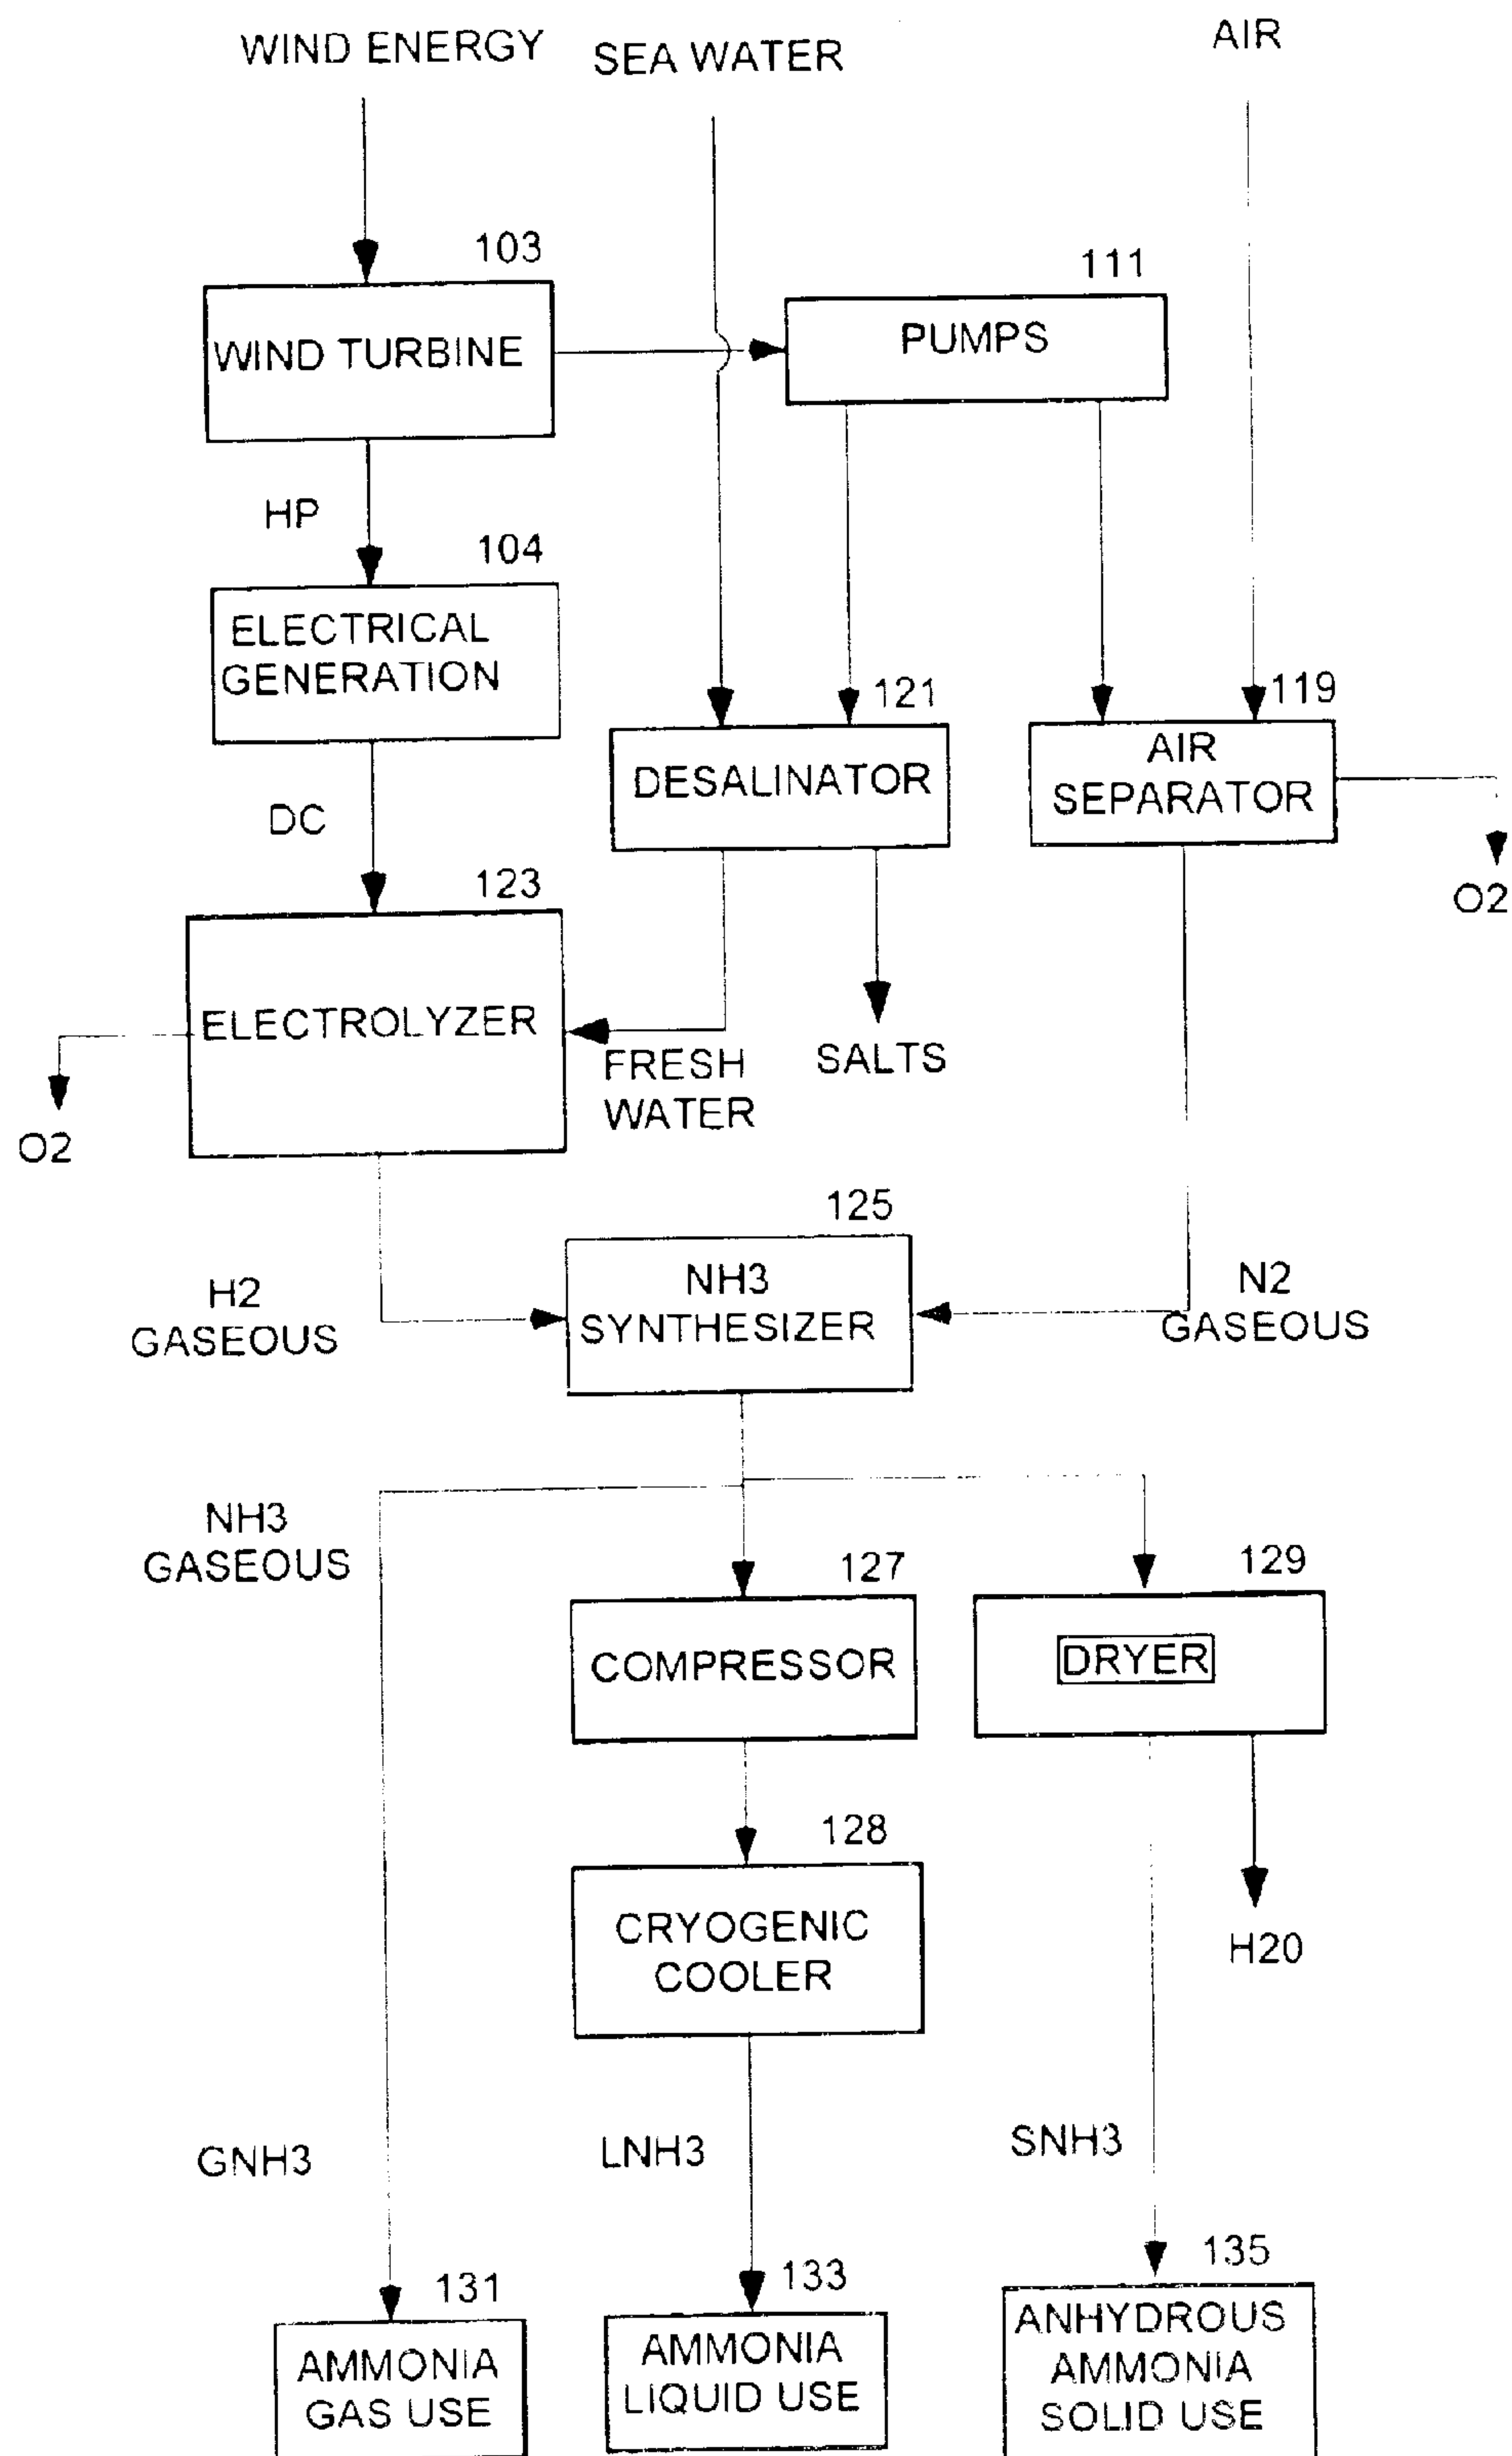 WIND ENERGY
SEA WATER
AIR
103
WIND TURBINE
111
PUMPS
HP
104
ELECTRICAL
GENERATION
121
DESALINATOR
119
AIR
SEPARATOR
DC
O2
123
ELECTROLYZER
FRESH
WATER
SALTS
O2
125
NH3
SYNTHESIZER
H2
GASEOUS
N2
GASEOUS
NH3
GASEOUS
127
COMPRESSOR
129
DRYER
128
CRYOGENIC
COOLER
H20
GNH3
LNH3
SNH3
131
AMMONIA
GAS USE
133
AMMONIA
LIQUID USE
135
ANHYDROUS
AMMONIA
SOLID USE